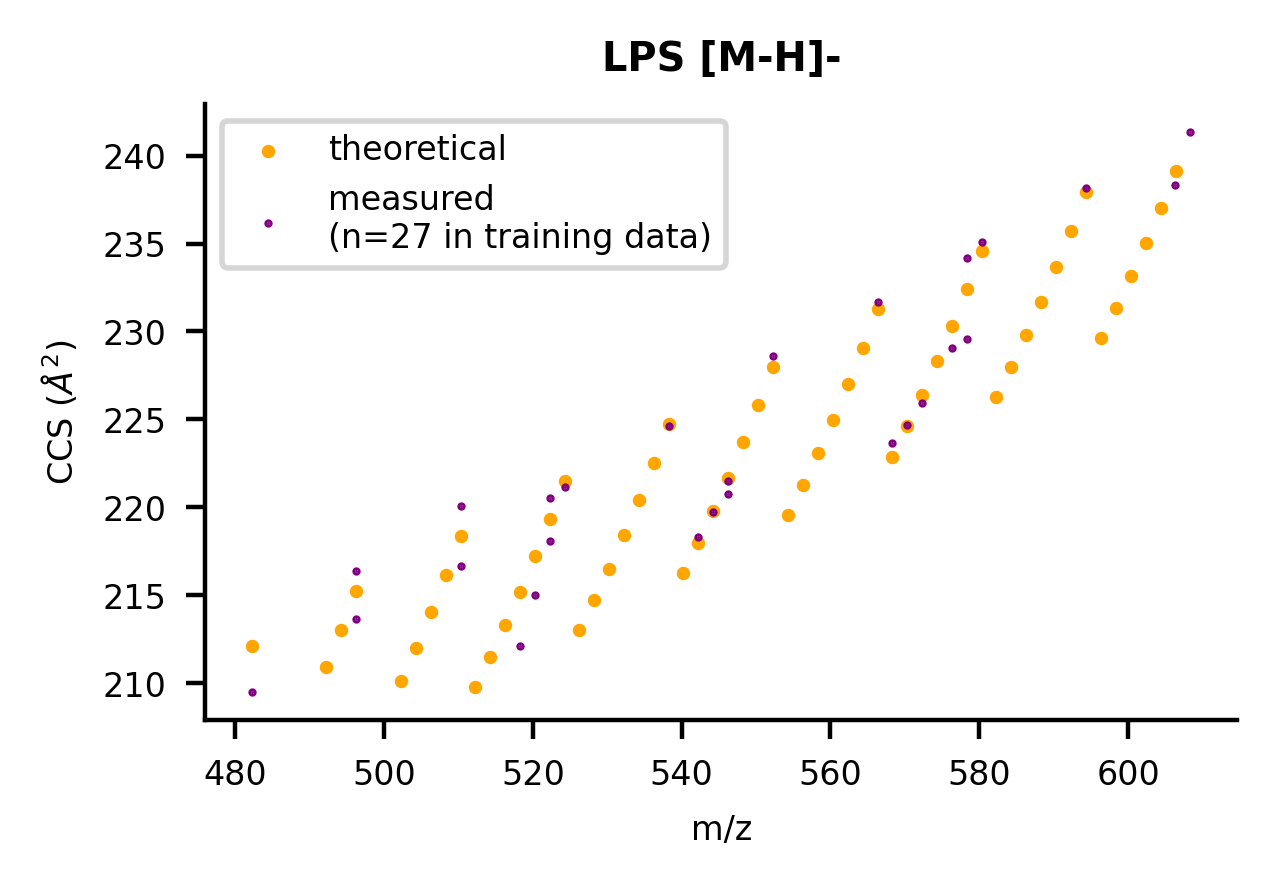 LPS [M-H]-
theoretical
measured
(n=27 in training data)
CCS (Å²)
240
235
230
225
220
215
210
480 500 520 540 560 580 600
m/z